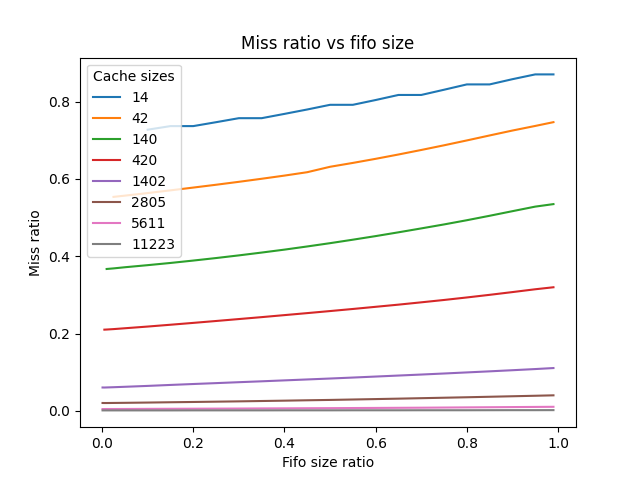 Miss ratio vs fifo size
Cache sizes
14
42
140
420
1402
2805
5611
11223
Miss ratio
0.8
0.6
0.4
0.2
0.0
0.0 0.2 0.4 0.6 0.8 1.0
Fifo size ratio